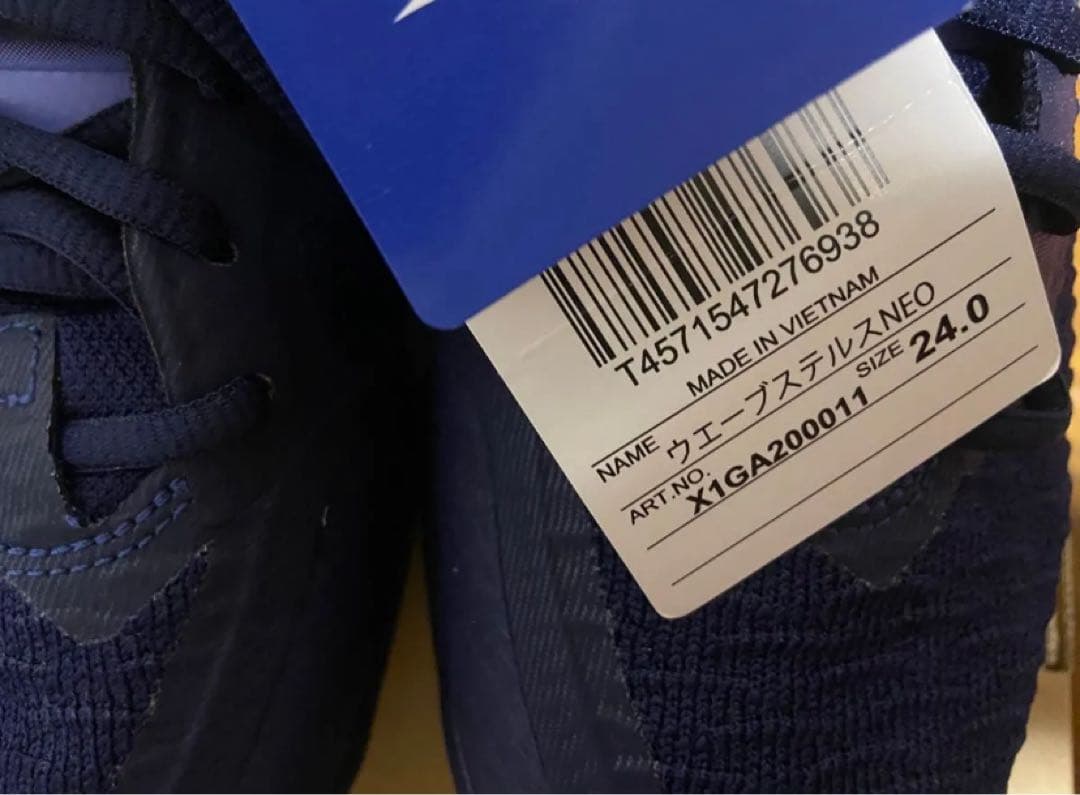 T4571547276938
MADE IN VIETNAM
NAME ウエーブステルスNEO
ART.NO. SIZE 24.0
X1GA200011